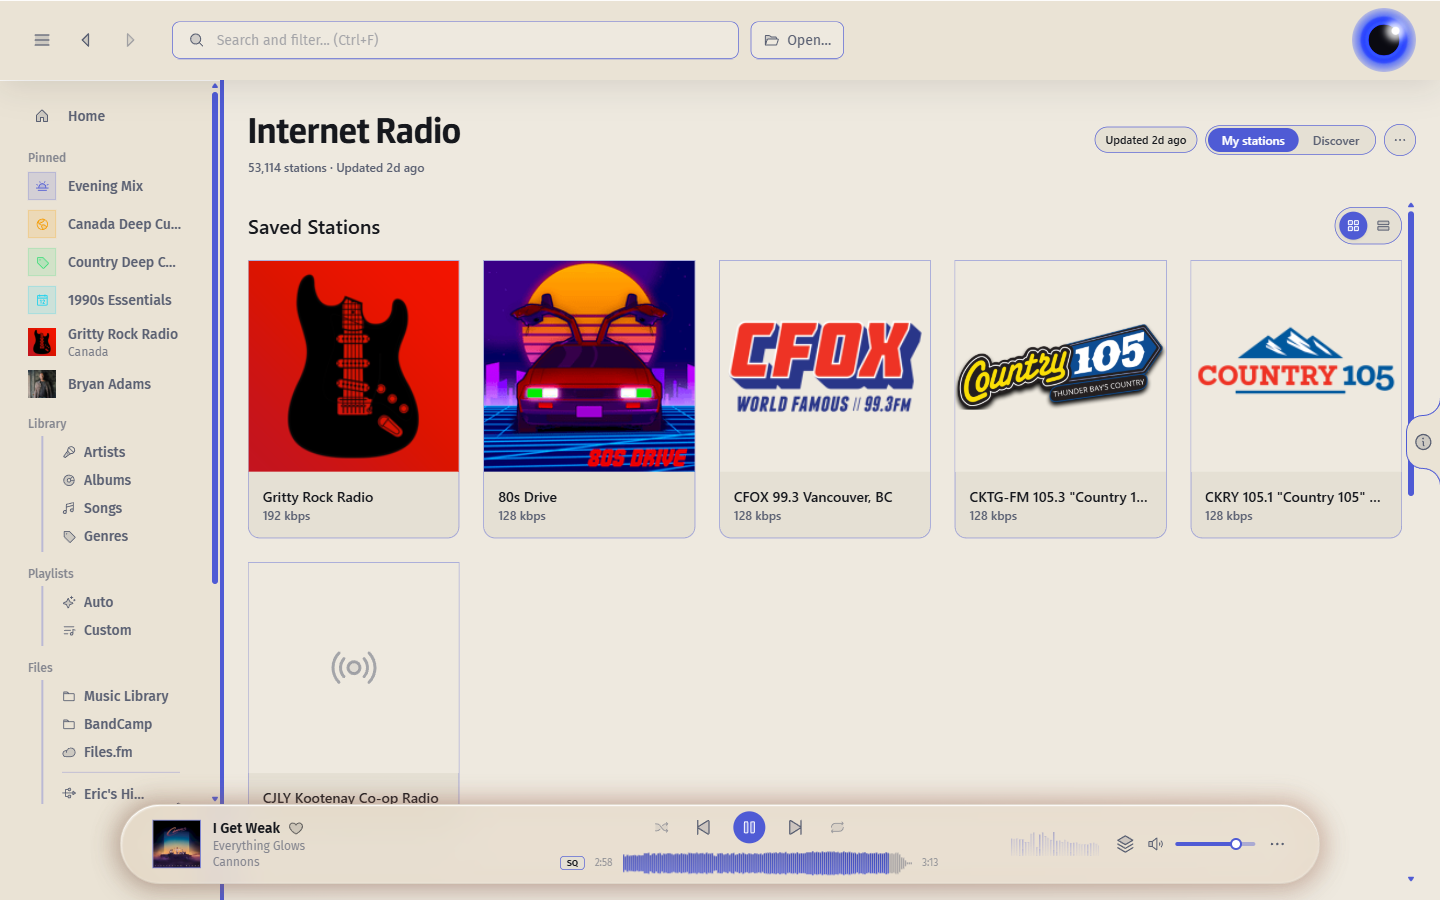 Search and filter... (Ctrl+F)
Open...
Home
Pinned
Evening Mix
Canada Deep Cu...
Country Deep C...
1990s Essentials
Gritty Rock Radio
Canada
Bryan Adams
Library
Artists
Albums
Songs
Genres
Playlists
Auto
Custom
Files
Music Library
BandCamp
Files.fm
Eric's Hi...
Internet Radio
53,114 stations · Updated 2d ago
Updated 2d ago
My stations
Discover
Saved Stations
Gritty Rock Radio
192 kbps
80s DRIVE
80s Drive
128 kbps
CFOX
WORLD FAMOUS // 99.3FM
CFOX 99.3 Vancouver, BC
128 kbps
Country 105
THUNDER BAY'S COUNTRY
CKTG-FM 105.3 "Country 1...
128 kbps
COUNTRY 105
CKRY 105.1 "Country 105" ...
128 kbps
CJLY Kootenay Co-op Radio
I Get Weak
Everything Glows
Cannons
SQ
2:58
3:13